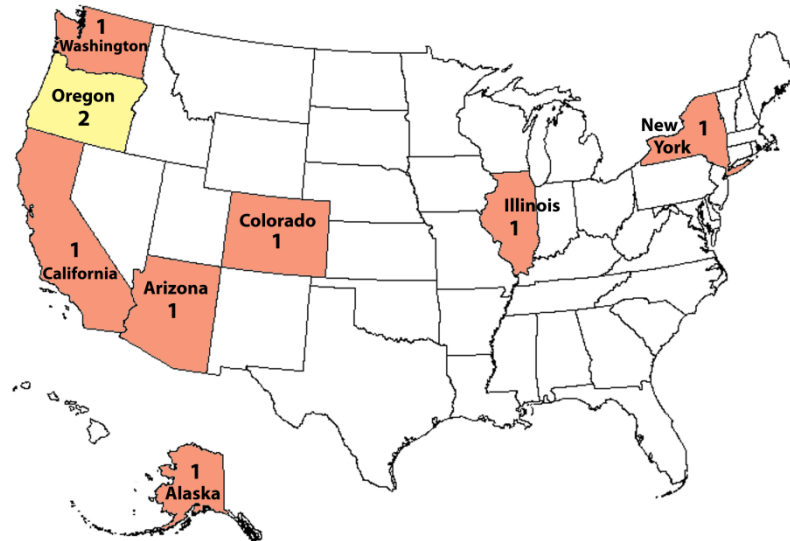 1
Washington
Oregon
2
New
York
1
Illinois
1
Colorado
1
1
California
Arizona
1
1
Alaska